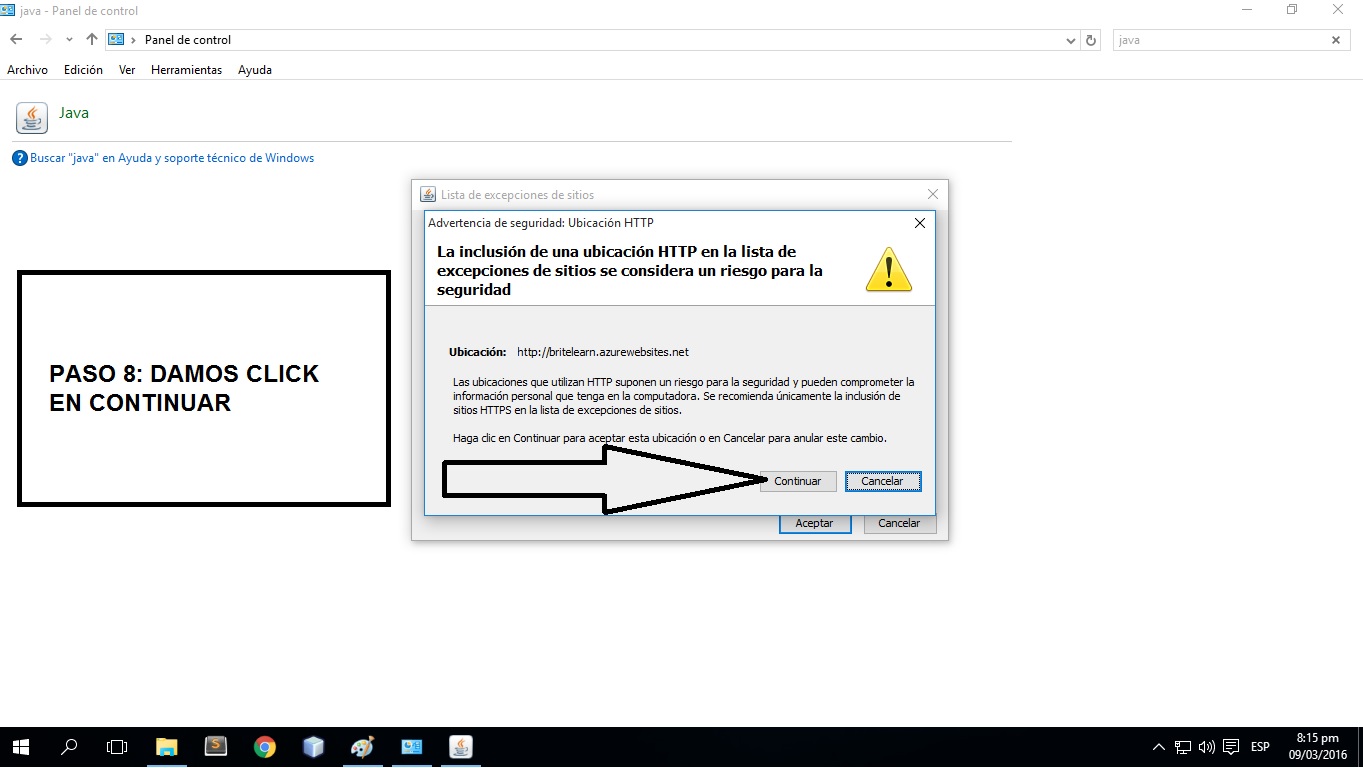 java - Panel de control
Panel de control
java
Archivo Edición Ver Herramientas Ayuda
Java
? Buscar "java" en Ayuda y soporte técnico de Windows
PASO 8: DAMOS CLICK
EN CONTINUAR
Lista de excepciones de sitios
Advertencia de seguridad: Ubicación HTTP
La inclusión de una ubicación HTTP en la lista de
excepciones de sitios se considera un riesgo para la
seguridad
Ubicación: http://britelearn.azurewebsites.net
Las ubicaciones que utilizan HTTP suponen un riesgo para la seguridad y pueden comprometer la
información personal que tenga en la computadora. Se recomienda únicamente la inclusión de
sitios HTTPS en la lista de excepciones de sitios.
Haga clic en Continuar para aceptar esta ubicación o en Cancelar para anular este cambio.
Continuar Cancelar
Aceptar Cancelar
ESP
8:15 pm
09/03/2016